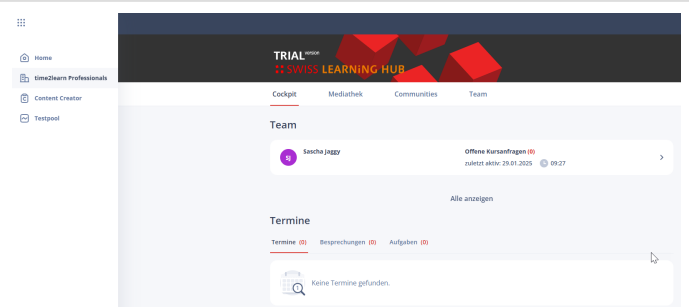 Home
time2learn Professionals
Content Creator
Testpool
TRIAL version
SWISS LEARNING HUB
Cockpit Mediathek Communities Team
Team
SJ
Sascha Jaggy
Offene Kursanfragen (0)
zuletzt aktiv: 29.01.2025 09:27
Alle anzeigen
Termine
Termine (0) Besprechungen (0) Aufgaben (0)
Keine Termine gefunden.